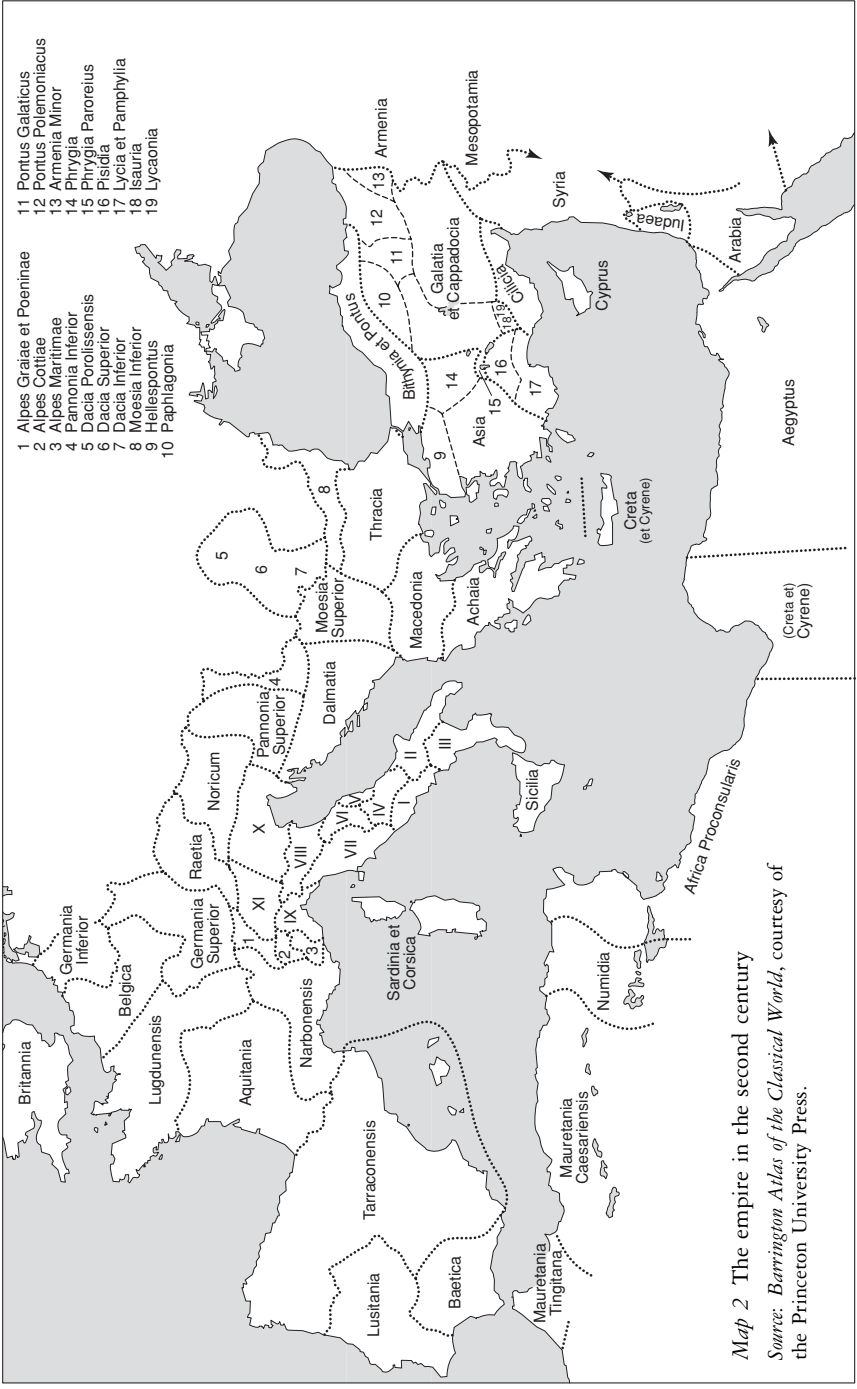 1 Alpes Graiae et Poeninae
2 Alpes Cottiae
3 Alpes Maritimae
4 Pannonia Inferior
5 Dacia Porolissensis
6 Dacia Superior
7 Dacia Inferior
8 Moesia Inferior
9 Hellespontus
10 Paphlagonia
11 Pontus Galaticus
12 Pontus Polemoniacus
13 Armenia Minor
14 Phrygia
15 Phrygia Paroreius
16 Pisidia
17 Lycia et Pamphylia
18 Isauria
19 Lycaonia
Britannia
Germania
Inferior
Belgica
Lugdunensis
Germania
Superior
Aquitania
Narbonensis
Tarraconensis
Lusitania
Baetica
Raetia
Noricum
Pannonia
Superior
4
Dalmatia
1
2
3
XI
X
IX
VIII
VII
VI
V
IV
I
II
III
Sardinia et
Corsica
Sicilia
5
6
7
8
Moesia
Superior
Thracia
Macedonia
Achaia
Creta
(et Cyrene)
Bithynia et Pontus
9
10
11
12
13
Armenia
Asia
14
15
16
17
18
19
Galatia
et Cappadocia
Cilicia
Mesopotamia
Syria
Cyprus
Iudaea
Arabia
Aegyptus
(Creta et)
Cyrene
Africa Proconsularis
Numidia
Mauretania
Caesariensis
Mauretania
Tingitana
Map 2 The empire in the second century
Source: Barrington Atlas of the Classical World, courtesy of
the Princeton University Press.